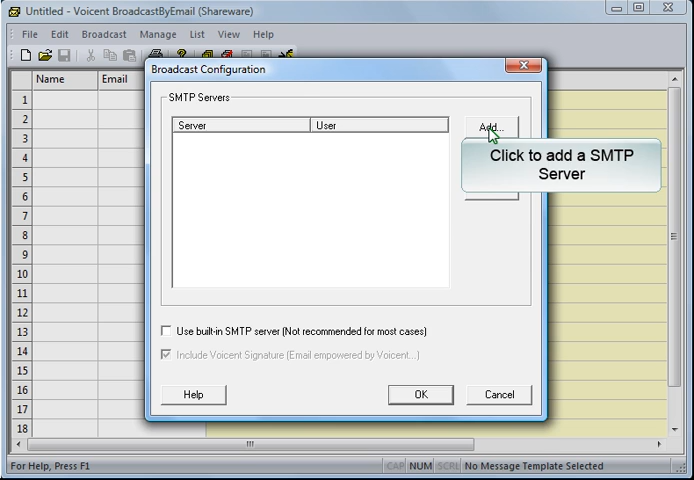 Untitled - Voicent BroadcastByEmail (Shareware)
File Edit Broadcast Manage List View Help
Broadcast Configuration
Name Email
SMTP Servers
Server User
Add...
Click to add a SMTP
Server
1
2
3
4
5
6
7
8
9
10
11
12
13
14
15
16
17
18
Use built-in SMTP server (Not recommended for most cases)
Include Voicent Signature (Email empowered by Voicent...)
Help OK Cancel
For Help, Press F1 CAP NUM SCRL No Message Template Selected